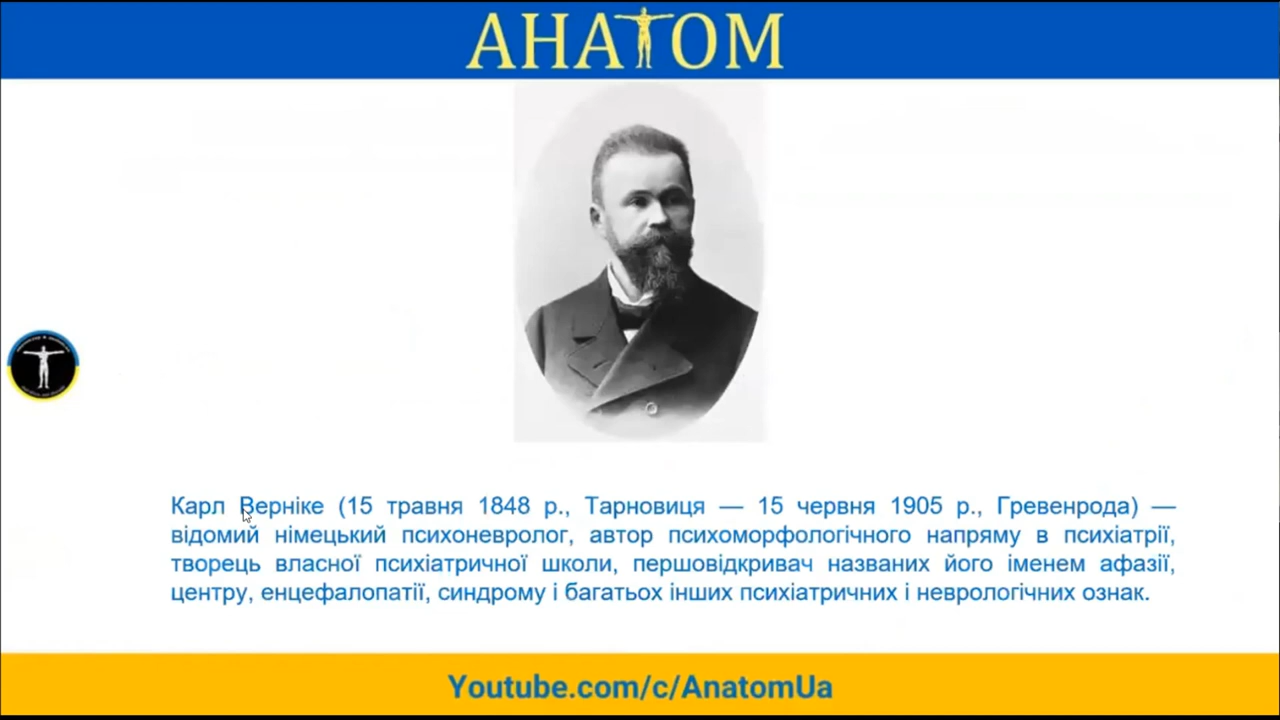 АНАТОМ
Карл Верніке (15 травня 1848 р., Тарновиця — 15 червня 1905 р., Гревенрода) —
відомий німецький психоневролог, автор психоморфологічного напряму в психіатрії,
творець власної психіатричної школи, першовідкривач названих його іменем афазії,
центру, енцефалопатії, синдрому і багатьох інших психіатричних і неврологічних ознак.
Youtube.com/c/AnatomUa